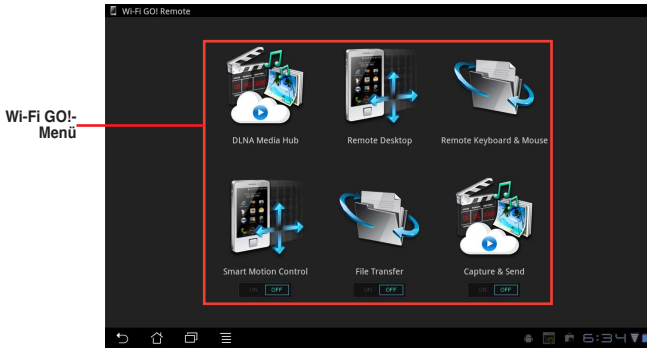 Wi-Fi GO! Remote
Wi-Fi GO!-
Menü
DLNA Media Hub
Remote Desktop
Remote Keyboard & Mouse
Smart Motion Control
File Transfer
Capture & Send
ON OFF
ON OFF
ON OFF
6:34